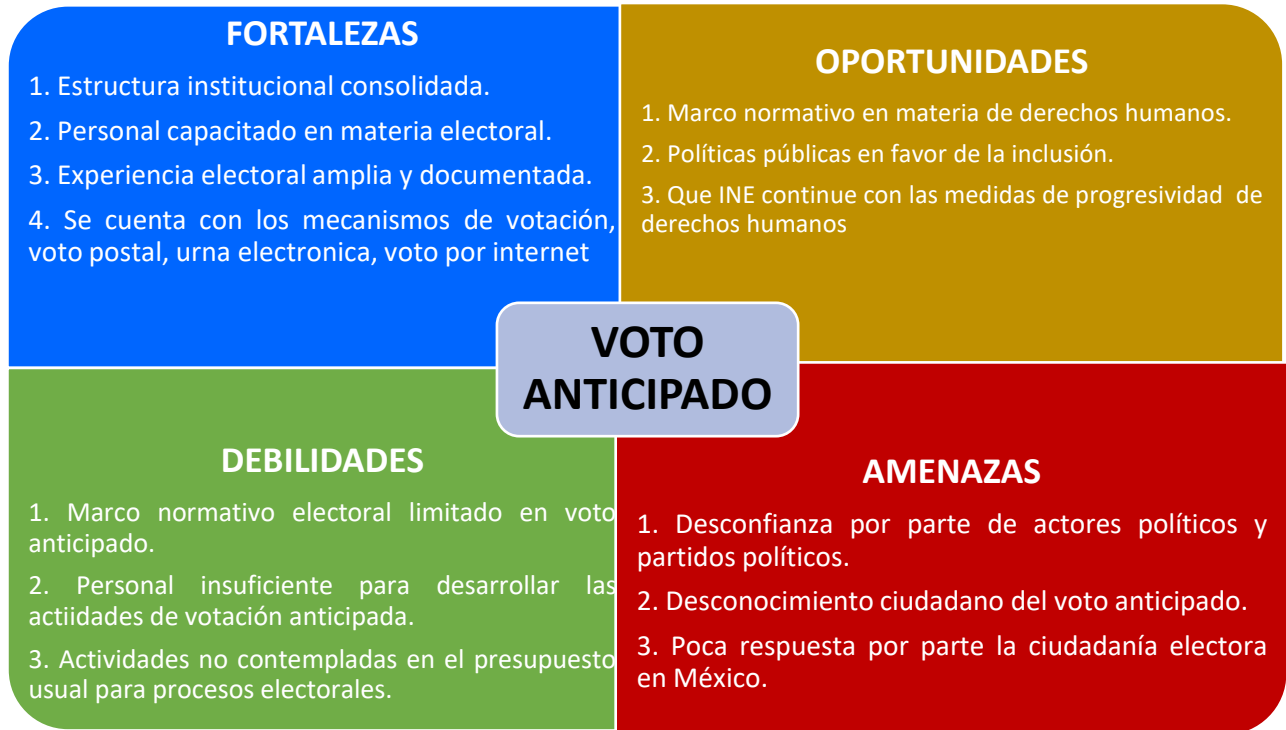 FORTALEZAS
1. Estructura institucional consolidada.
2. Personal capacitado en materia electoral.
3. Experiencia electoral amplia y documentada.
4. Se cuenta con los mecanismos de votación,
voto postal, urna electronica, voto por internet
OPORTUNIDADES
1. Marco normativo en materia de derechos humanos.
2. Políticas públicas en favor de la inclusión.
3. Que INE continue con las medidas de progresividad de
derechos humanos
VOTO
ANTICIPADO
DEBILIDADES
1. Marco normativo electoral limitado en voto
anticipado.
2. Personal insuficiente para desarrollar las
actiidades de votación anticipada.
3. Actividades no contempladas en el presupuesto
usual para procesos electorales.
AMENAZAS
1. Desconfianza por parte de actores políticos y
partidos políticos.
2. Desconocimiento ciudadano del voto anticipado.
3. Poca respuesta por parte la ciudadanía electora
en México.